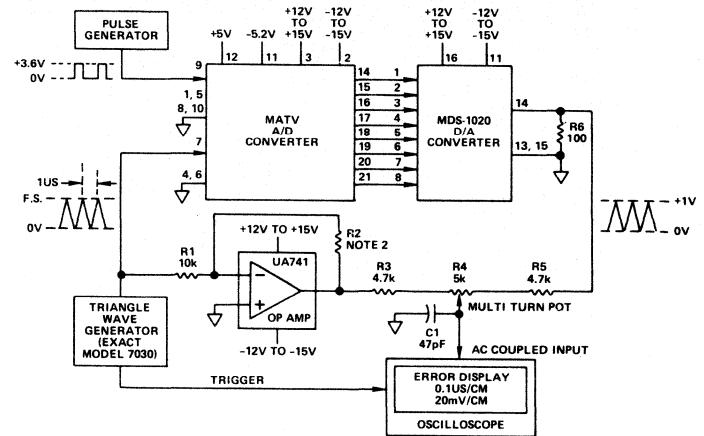 PULSE
GENERATOR
+3.6V
0V
+5V
-5.2V
+12V
TO
+15V
-12V
TO
-15V
12
11
3
2
9
1, 5
8, 10
7
4, 6
MATV
A/D
CONVERTER
14
15
16
17
18
19
20
21
1
2
3
4
5
6
7
8
+12V
TO
+15V
-12V
TO
-15V
16
11
MDS-1020
D/A
CONVERTER
14
13, 15
R6
100
1US
F.S.
0V
+1V
0V
+12V TO +15V
R2
NOTE 2
R1
10k
UA741
−
+
OP AMP
-12V TO -15V
R3
4.7k
R4
5k
R5
4.7k
MULTI TURN POT
C1
47pF
AC COUPLED INPUT
TRIANGLE
WAVE
GENERATOR
(EXACT
MODEL 7030)
TRIGGER
ERROR DISPLAY
0.1US/CM
20mV/CM
OSCILLOSCOPE